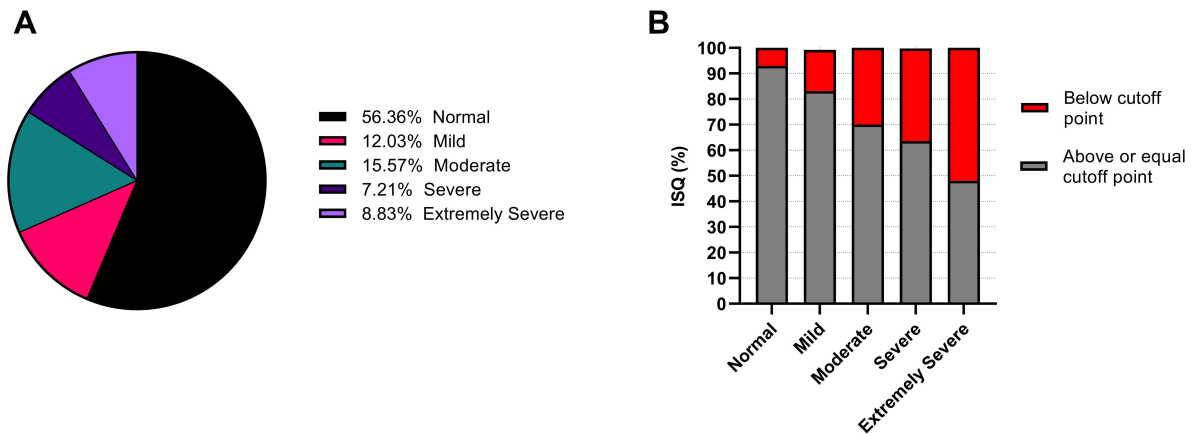 A
56.36% Normal
12.03% Mild
15.57% Moderate
7.21% Severe
8.83% Extremely Severe
B
ISQ (%)
100
90
80
70
60
50
40
30
20
10
0
Normal
Mild
Moderate
Severe
Extremely Severe
Below cutoff
point
Above or equal
cutoff point